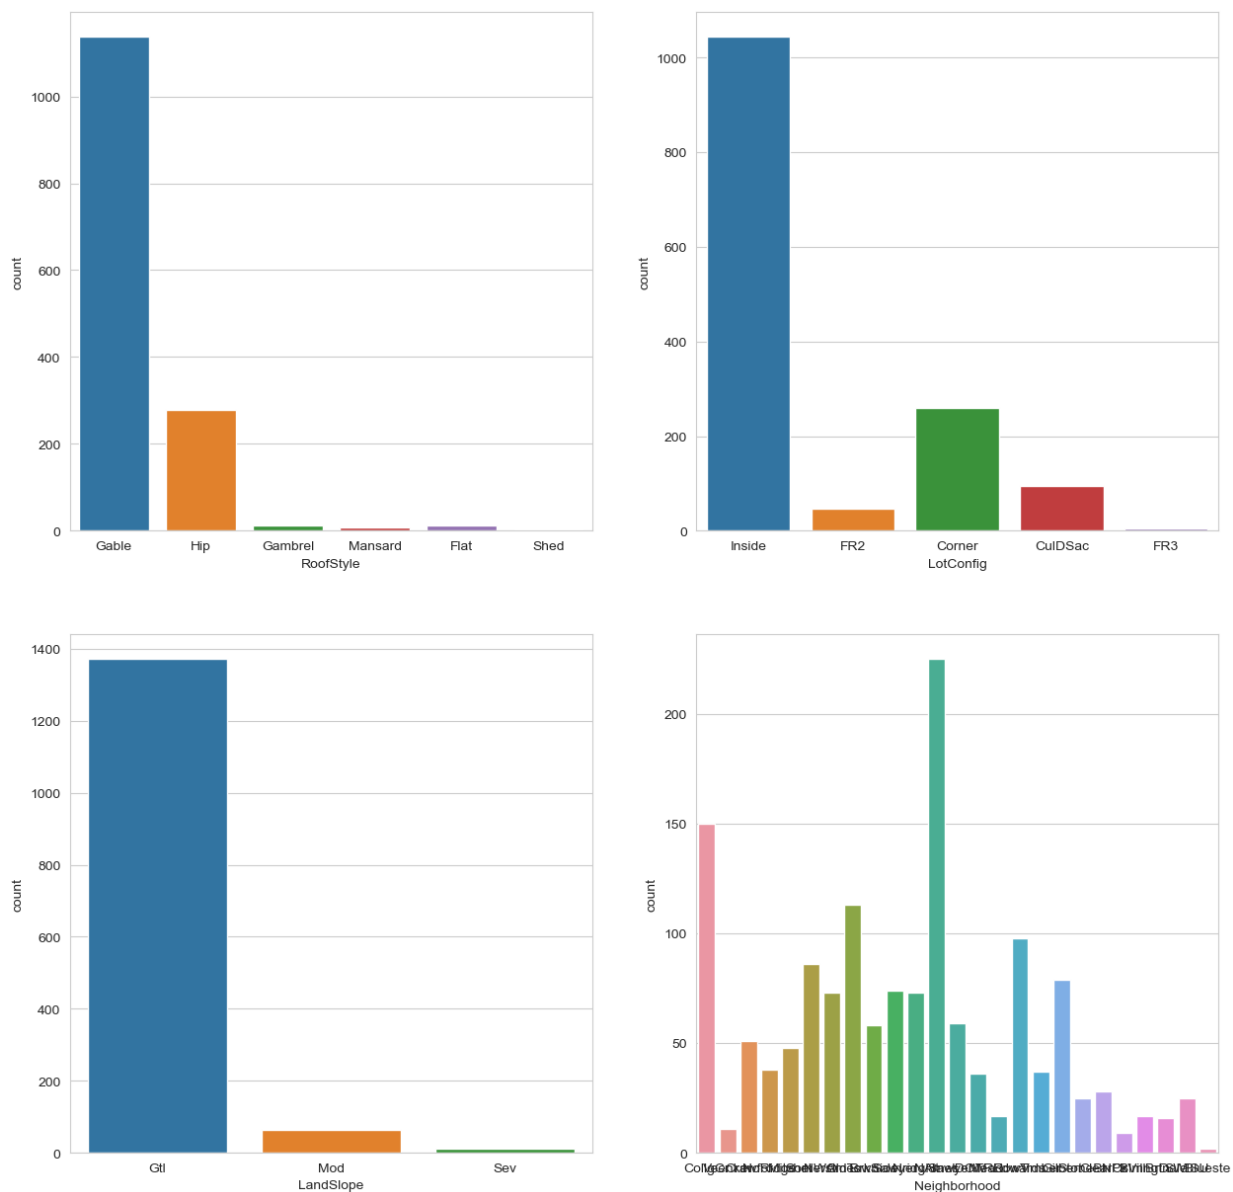 1000
800
600
400
200
0
count
Gable Hip Gambrel Mansard Flat Shed
RoofStyle
1000
800
600
400
200
0
count
Inside FR2 Corner CulDSac FR3
LotConfig
1400
1200
1000
800
600
400
200
0
count
Gtl Mod Sev
LandSlope
200
150
100
50
0
count
Neighborhood